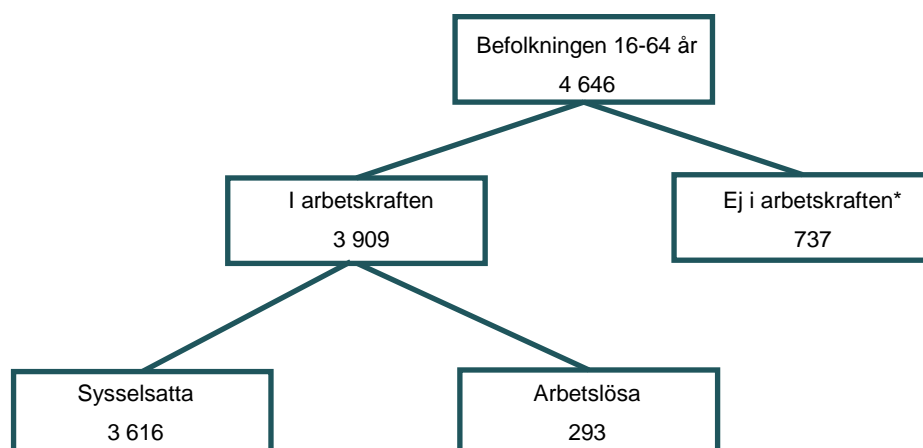 Befolkningen 16-64 år
4 646
I arbetskraften
3 909
Ej i arbetskraften*
737
Sysselsatta
3 616
Arbetslösa
293